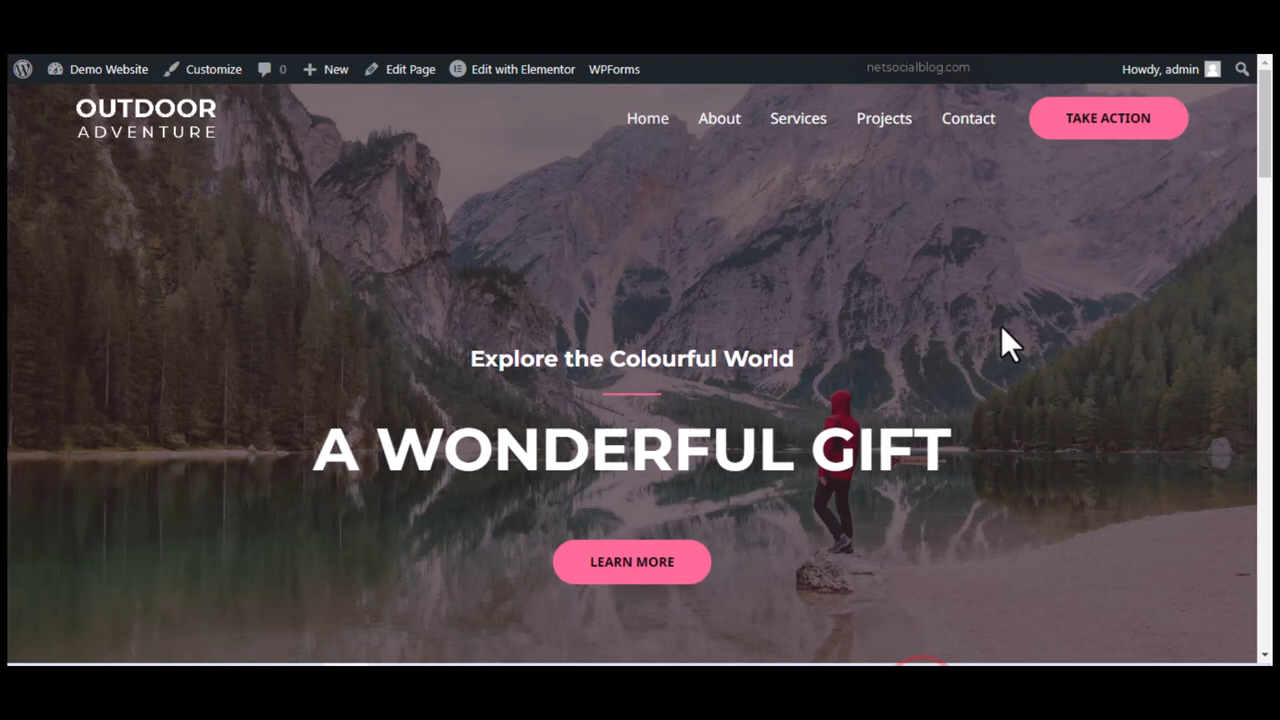 Demo Website Customize 0 New Edit Page Edit with Elementor WPForms netsocialblog.com Howdy, admin
OUTDOOR
ADVENTURE
Home About Services Projects Contact TAKE ACTION
Explore the Colourful World
A WONDERFUL GIFT
LEARN MORE